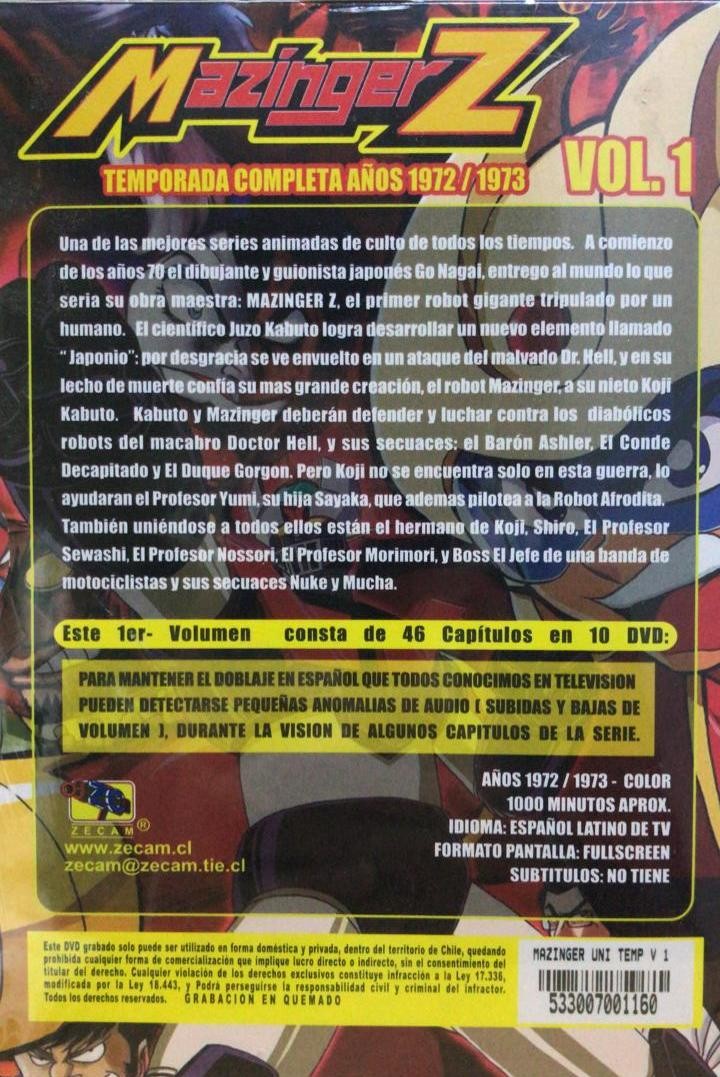 Mazinger Z
TEMPORADA COMPLETA AÑOS 1972 / 1973
VOL. 1
Una de las mejores series animadas de culto de todos los tiempos. A comienzo
de los años 70 el dibujante y guionista japonés Go Nagai, entrego al mundo lo que
seria su obra maestra: MAZINGER Z, el primer robot gigante tripulado por un
humano. El científico Juzo Kabuto logra desarrollar un nuevo elemento llamado
“ Japonio”: por desgracia se ve envuelto en un ataque del malvado Dr. Hell, y en su
lecho de muerte confía su mas grande creación, el robot Mazinger, a su nieto Koji
Kabuto. Kabuto y Mazinger deberán defender y luchar contra los diabólicos
robots del macabro Doctor Hell, y sus secuaces: el Barón Ashler, El Conde
Decapitado y El Duque Gorgon. Pero Koji no se encuentra solo en esta guerra, lo
ayudaran el Profesor Yumi, su hija Sayaka, que ademas pilotea a la Robot Afrodita.
También uniéndose a todos ellos están el hermano de Koji, Shiro, El Profesor
Sewashi, El Profesor Nossori, El Profesor Morimori, y Boss El Jefe de una banda de
motociclistas y sus secuaces Nuke y Mucha.
Este 1er- Volumen consta de 46 Capítulos en 10 DVD:
PARA MANTENER EL DOBLAJE EN ESPAÑOL QUE TODOS CONOCIMOS EN TELEVISION
PUEDEN DETECTARSE PEQUEÑAS ANOMALIAS DE AUDIO ( SUBIDAS Y BAJAS DE
VOLUMEN ), DURANTE LA VISION DE ALGUNOS CAPITULOS DE LA SERIE.
AÑOS 1972 / 1973 - COLOR
1000 MINUTOS APROX.
IDIOMA: ESPAÑOL LATINO DE TV
FORMATO PANTALLA: FULLSCREEN
SUBTITULOS: NO TIENE
ZECAM®
www.zecam.cl
zecam@zecam.tie.cl
Este DVD grabado solo puede ser utilizado en forma doméstica y privada, dentro del territorio de Chile, quedando
prohibida cualquier forma de comercialización que implique lucro directo o indirecto, sin el consentimiento del
titular del derecho. Cualquier violación de los derechos exclusivos constituye infracción a la Ley 17.336,
modificada por la Ley 18.443, y Podrá perseguirse la responsabilidad civil y criminal del infractor.
Todos los derechos reservados. GRABACION EN QUEMADO
MAZINGER UNI TEMP V 1
533007001160